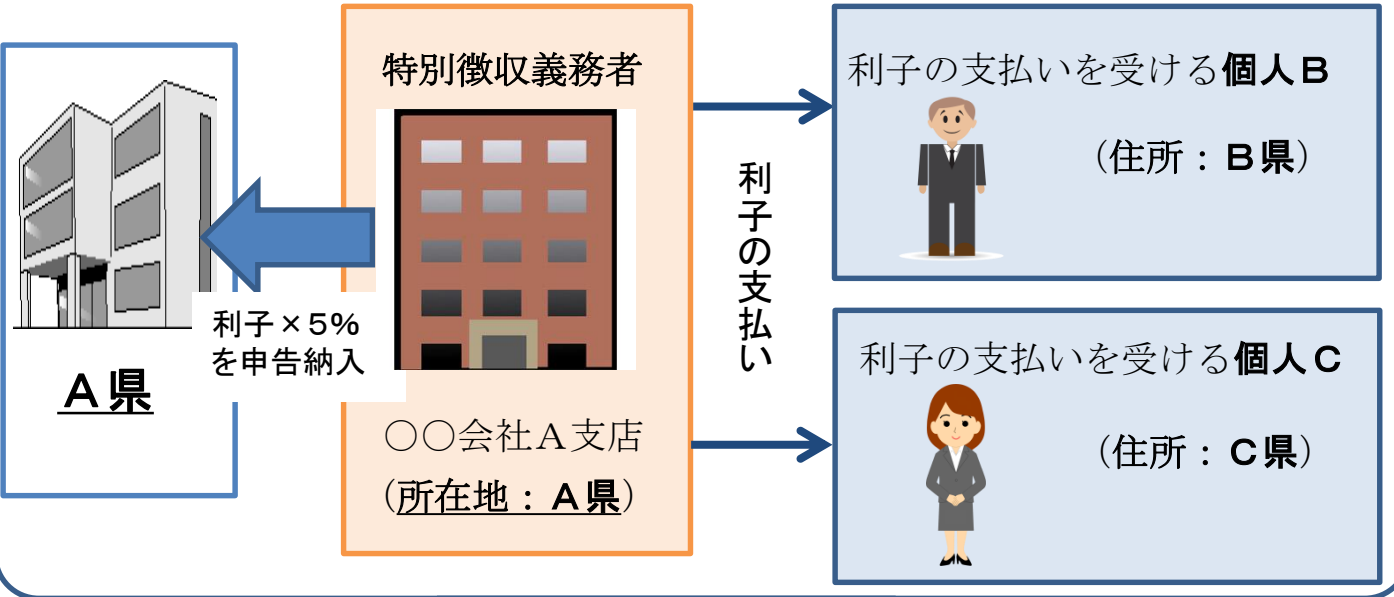 A県
利子×5%
を申告納入
特別徴収義務者
○○会社A支店
(所在地:A県)
利子の支払い
利子の支払いを受ける個人B
(住所:B県)
利子の支払いを受ける個人C
(住所:C県)